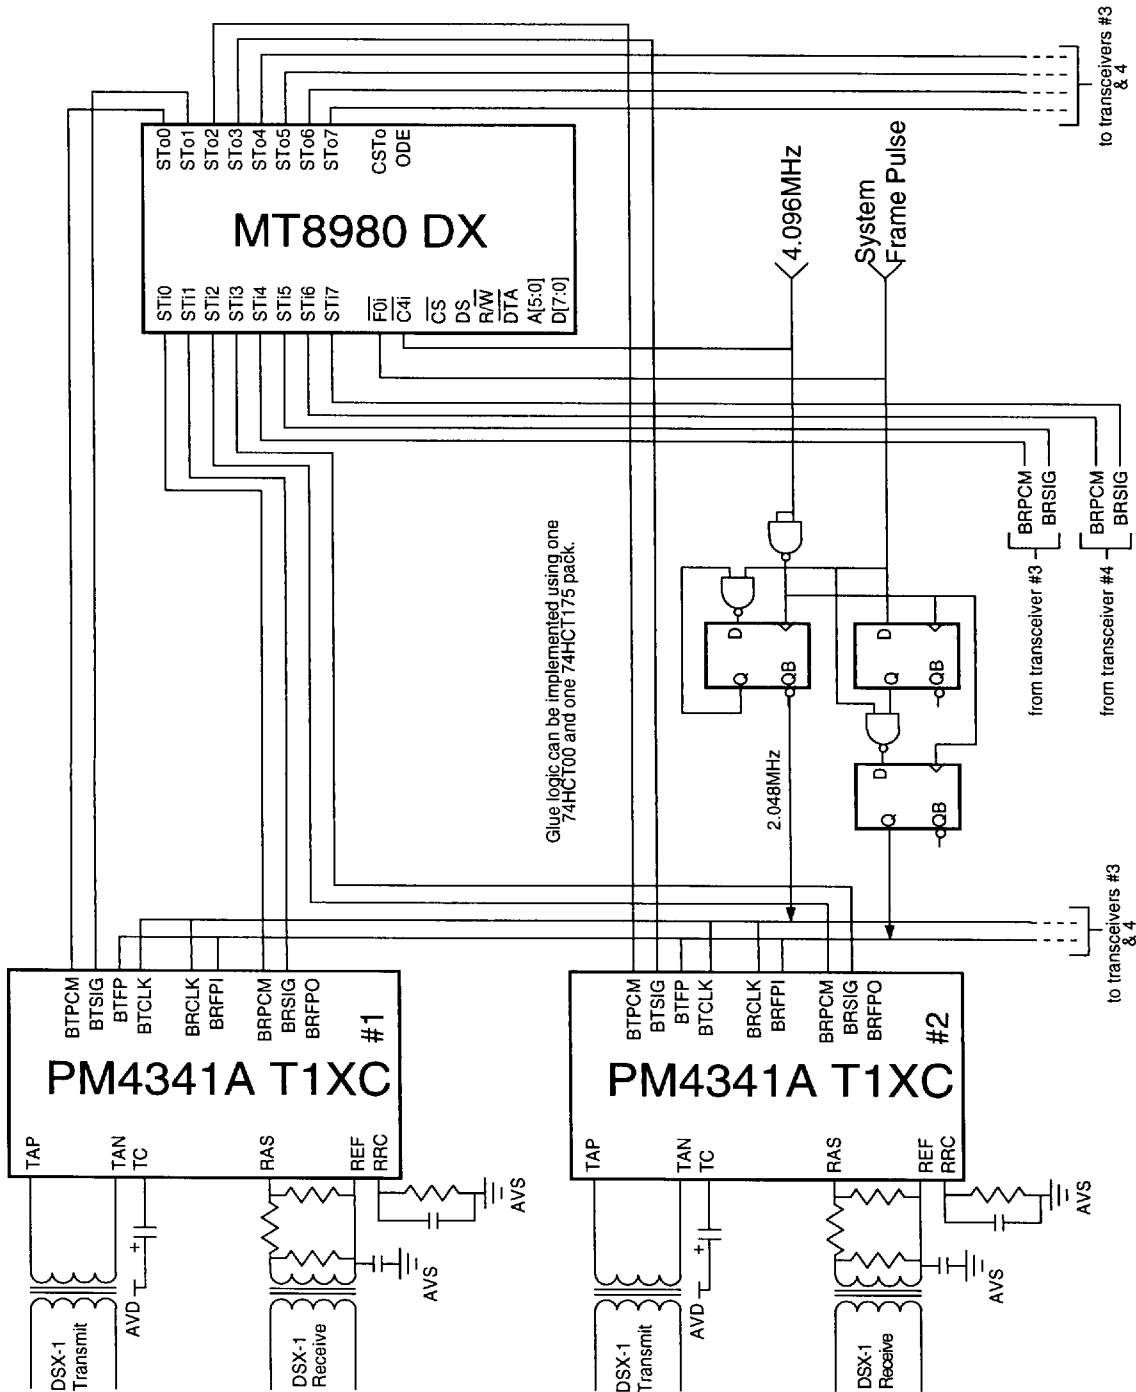 STo0
STo1
STo2
STo3
STo4
STo5
STo6
STo7
CSTo
ODE
MT8980 DX
STi0
STi1
STi2
STi3
STi4
STi5
STi6
STi7
F0i
C4i
CS
DS
R/W
DTA
A[5:0]
D[7:0]
to transceivers #3
& 4
4.096MHz
System
Frame Pulse
BRPCM
BRSIG
from transceiver #3
BRPCM
BRSIG
from transceiver #4
Glue logic can be implemented using one
74HCT00 and one 74HCT175 pack.
D
Q
QB
D
Q
QB
D
Q
QB
2.048MHz
to transceivers #3
& 4
BTPCM
BTSIG
BTFP
BTCLK
BRCLK
BRFPI
BRPCM
BRSIG
BRFPO
#1
PM4341A T1XC
TAP
TAN
TC
RAS
REF
RRC
AVS
+
AVD
AVS
DSX-1
Transmit
DSX-1
Receive
BTPCM
BTSIG
BTFP
BTCLK
BRCLK
BRFPI
BRPCM
BRSIG
BRFPO
#2
PM4341A T1XC
TAP
TAN
TC
RAS
REF
RRC
AVS
+
AVD
AVS
DSX-1
Transmit
DSX-1
Receive